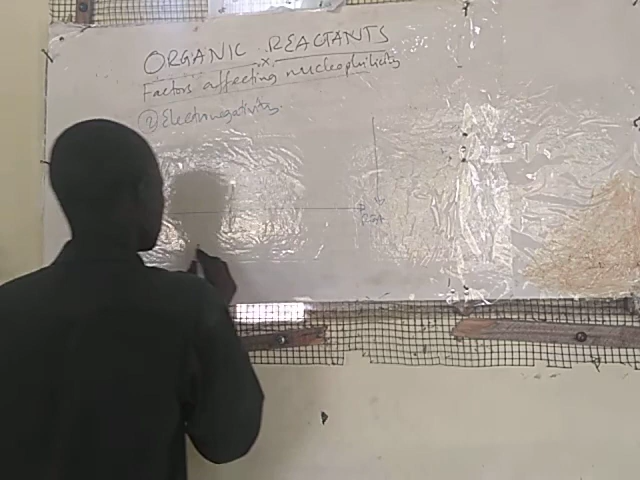 ORGANIC REACTANTS
Factors affecting nucleophilicity
Electronegativity.